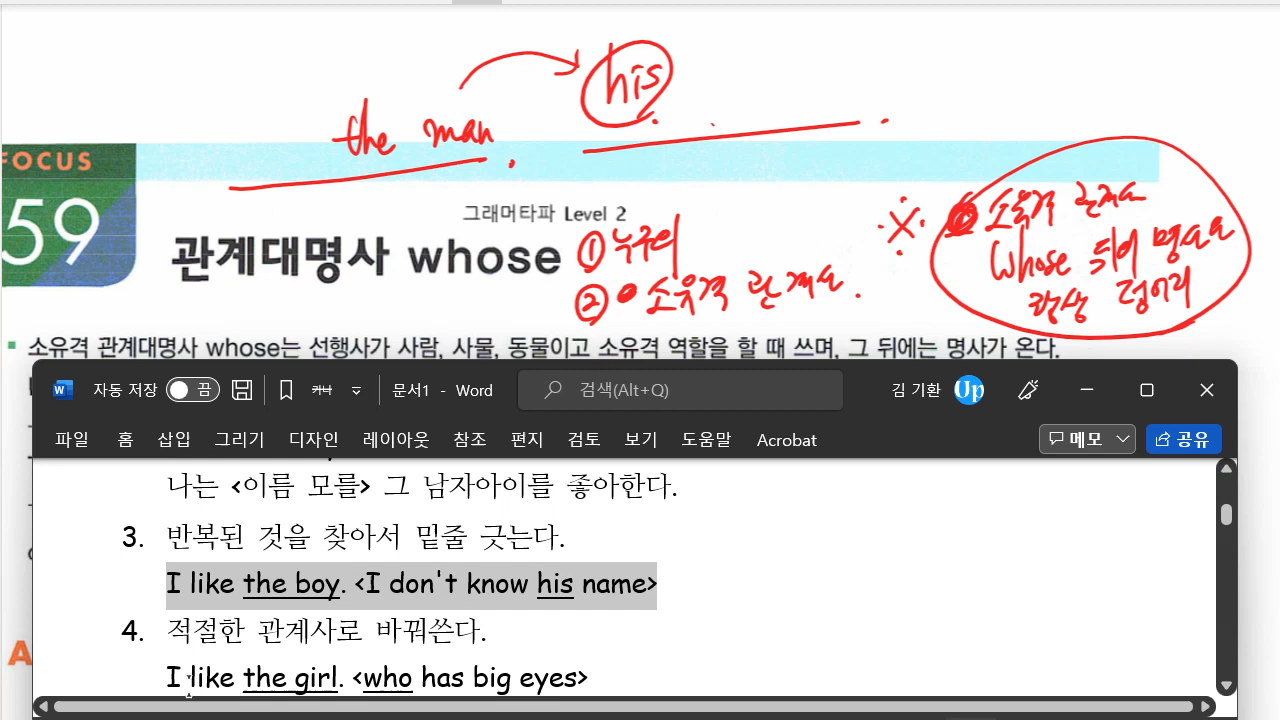 the man his
FOCUS
59
그래머타파 Level 2
관계대명사 whose
① 누구의
② 소유격 관계사.
※ 소유격 관계사
whose 뒤에 명사요
항상 덩어리
소유격 관계대명사 whose는 선행사가 사람, 사물, 동물이고 소유격 역할을 할 때 쓰며, 그 뒤에는 명사가 온다.
자동 저장 끔 가나 문서1 - Word 검색(Alt+Q) 김 기환 Up
파일 홈 삽입 그리기 디자인 레이아웃 참조 편지 검토 보기 도움말 Acrobat 메모 공유
나는 <이름 모를> 그 남자아이를 좋아한다.
3. 반복된 것을 찾아서 밑줄 긋는다.
I like the boy. <I don't know his name>
4. 적절한 관계사로 바꿔쓴다.
I like the girl. <who has big eyes>
A